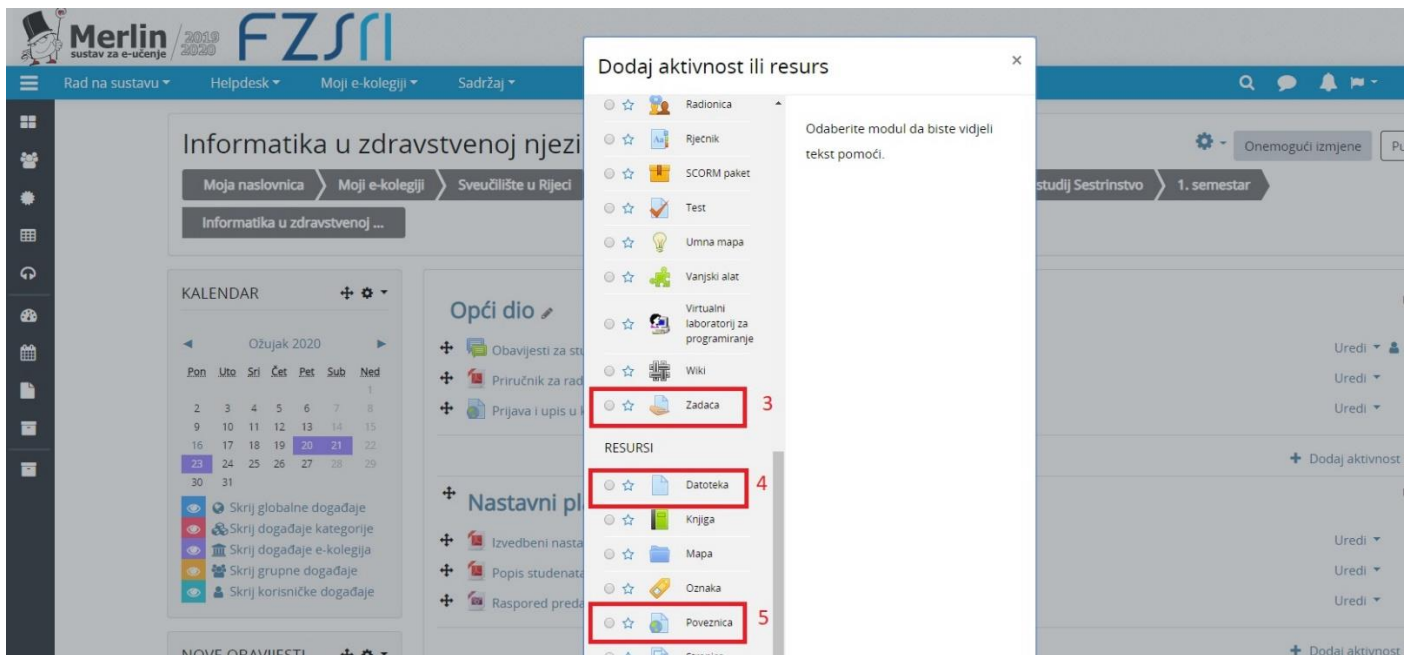 Merlin
sustav za e-učenje
2019
2020
FZSRI
Rad na sustavu
Helpdesk
Moji e-kolegiji
Sadržaj
Informatika u zdravstvenoj njezi
Onemogući izmjene
Moja naslovnica
Moji e-kolegiji
Sveučilište u Rijeci
studij Sestrinstvo
1. semestar
Informatika u zdravstvenoj ...
KALENDAR
Ožujak 2020
Pon Uto Sri Čet Pet Sub Ned
1
2 3 4 5 6 7 8
9 10 11 12 13 14 15
16 17 18 19 20 21 22
23 24 25 26 27 28 29
30 31
Skrij globalne događaje
Skrij događaje kategorije
Skrij događaje e-kolegija
Skrij grupne događaje
Skrij korisničke događaje
NOVE OBAVIJESTI
Opći dio
Obavijesti za
Priručnik za rad
Prijava i upis u
Nastavni
Izvedbeni
Popis studenata
Raspored
Dodaj aktivnost ili resurs
×
Radionica
Rječnik
SCORM paket
Test
Umna mapa
Vanjski alat
Virtualni
laboratorij za
programiranje
Wiki
Zadaća
3
RESURSI
Datoteka
4
Knjiga
Mapa
Oznaka
Poveznica
5
Odaberite modul da biste vidjeli
tekst pomoći.
Uredi
Uredi
Uredi
Dodaj aktivnost
Uredi
Uredi
Uredi
Dodaj aktivnost